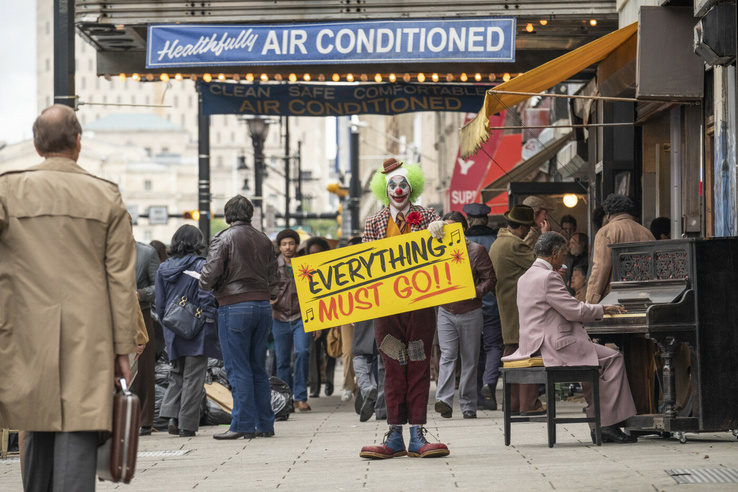 Healthfully AIR CONDITIONED
CLEAN SAFE COMFORTABLE
AIR CONDITIONED
EVERYTHING
MUST GO!!